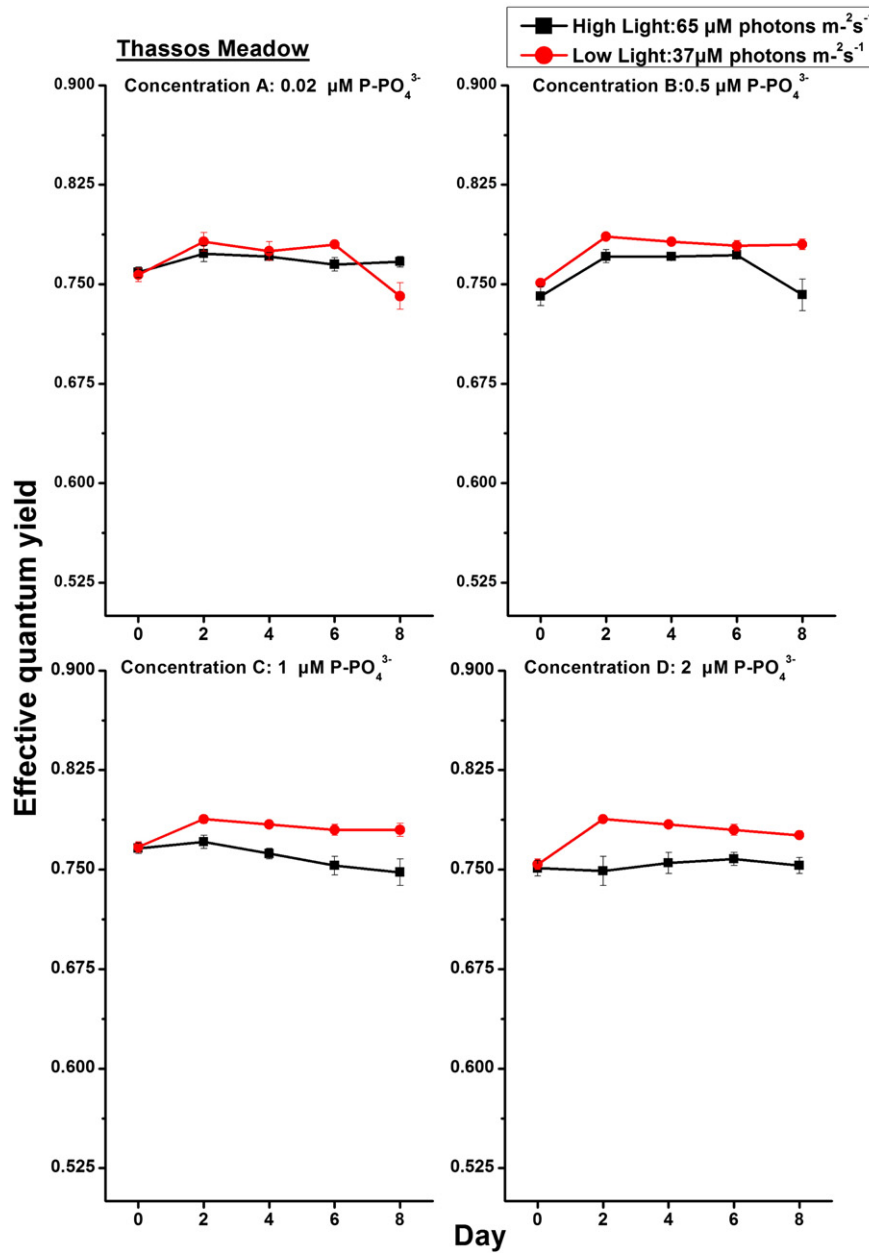 Thassos Meadow
High Light:65 µM photons m-²s⁻¹
Low Light:37µM photons m-²s⁻¹
Concentration A: 0.02 µM P-PO₄³⁻
0.900
0.825
0.750
0.675
0.600
0.525
0 2 4 6 8
Concentration B:0.5 µM P-PO₄³⁻
0.900
0.825
0.750
0.675
0.600
0.525
0 2 4 6 8
Effective quantum yield
Concentration C: 1 µM P-PO₄³⁻
0.900
0.825
0.750
0.675
0.600
0.525
0 2 4 6 8
Concentration D: 2 µM P-PO₄³⁻
0.900
0.825
0.750
0.675
0.600
0.525
0 2 4 6 8
Day